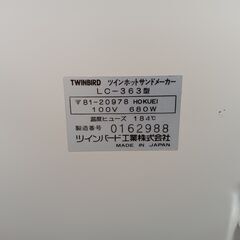 TWINBIRD ツインホットサンドメーカー
LC-363型
〒81-20978 HOKUEI
100V 680W
温度ヒューズ 184℃
製造番号 0162988
ツインバード工業株式会社
MADE IN JAPAN